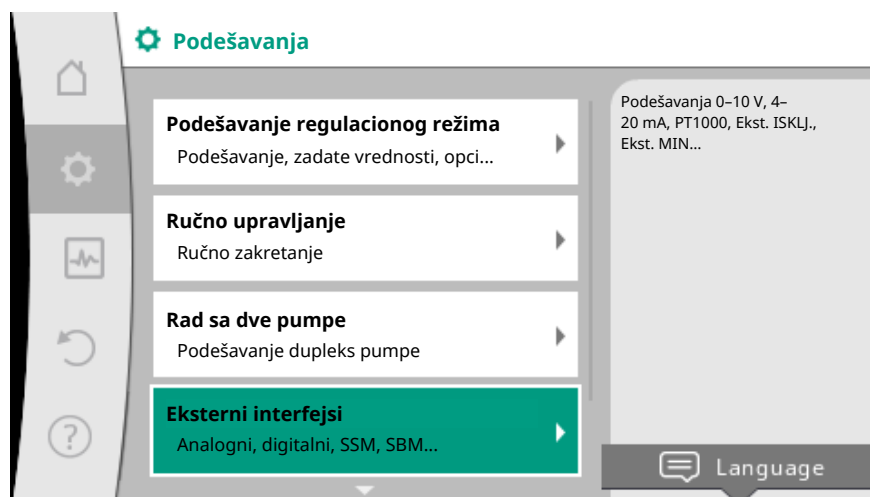 Podešavanja
Podešavanje regulacionog režima
Podešavanje, zadate vrednosti, opci...
Ručno upravljanje
Ručno zakretanje
Rad sa dve pumpe
Podešavanje dupleks pumpe
Eksterni interfejsi
Analogni, digitalni, SSM, SBM...
Podešavanja 0–10 V, 4–
20 mA, PT1000, Ekst. ISKLJ.,
Ekst. MIN...
Language